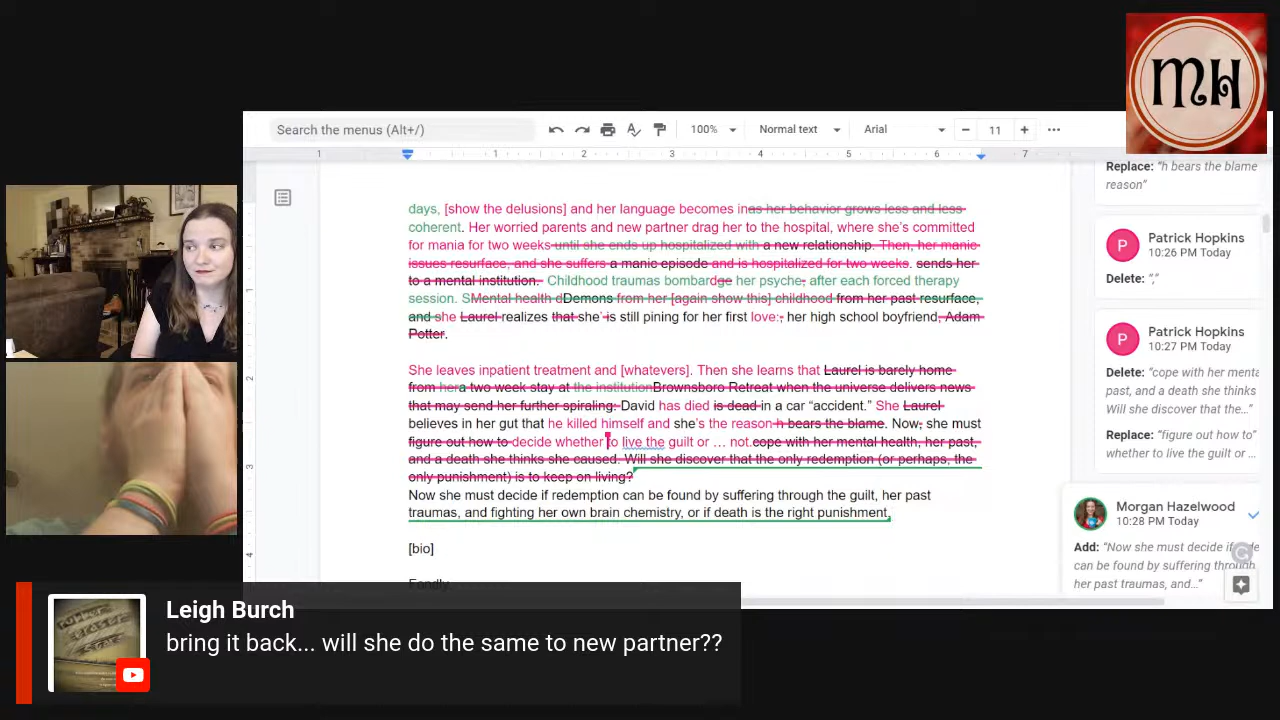 MH
Search the menus (Alt+/)
100%
Normal text
Arial
11
1 1 2 3 4 5 6 7
Replace: "h bears the blame
reason"
Patrick Hopkins
10:26 PM Today
Delete: ","
Patrick Hopkins
10:27 PM Today
Delete: "cope with her menta
past, and a death she thinks
Will she discover that the..."
Replace: "figure out how to"
whether to live the guilt or ...
Morgan Hazelwood
10:28 PM Today
Add: "Now she must decide if
can be found by suffering through
her past traumas, and..."
days, [show the delusions] and her language becomes inas her behavior grows less and less
coherent. Her worried parents and new partner drag her to the hospital, where she's committed
for mania for two weeks until she ends up hospitalized with a new relationship. Then, her manic
issues resurface, and she suffers a manic episode and is hospitalized for two weeks. sends her
to a mental institution. Childhood traumas bombardge her psyche, after each forced therapy
session. SMental health dDemons from her [again show this] childhood from her past resurface,
and she Laurel realizes that she's is still pining for her first love:, her high school boyfriend, Adam
Potter.
She leaves inpatient treatment and [whatevers]. Then she learns that Laurel is barely home
from hera two week stay at the institutionBrownsboro Retreat when the universe delivers news
that may send her further spiraling: David has died is dead in a car "accident." She Laurel
believes in her gut that he killed himself and she's the reason h bears the blame. Now, she must
figure out how to decide whether to live the guilt or ... not.cope with her mental health, her past,
and a death she thinks she caused. Will she discover that the only redemption (or perhaps, the
only punishment) is to keep on living?
Now she must decide if redemption can be found by suffering through the guilt, her past
traumas, and fighting her own brain chemistry, or if death is the right punishment,
[bio]
Fondly,
1
2
3
4
Leigh Burch
bring it back... will she do the same to new partner??